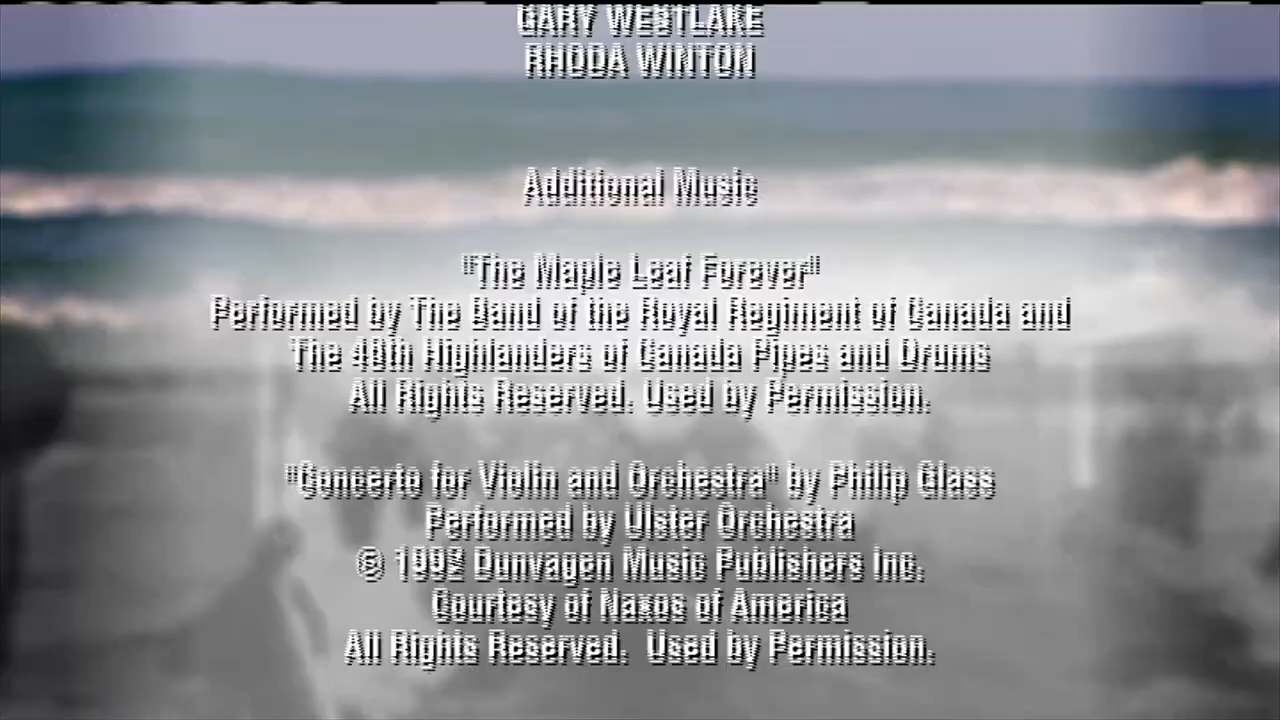 GARY WESTLAKE
RHODA WINTON
Additional Music
"The Maple Leaf Forever"
Performed by The Band of the Royal Regiment of Canada and
The 48th Highlanders of Canada Pipes and Drums
All Rights Reserved. Used by Permission.
"Concerto for Violin and Orchestra" by Philip Glass
Performed by Ulster Orchestra
© 1992 Dunvagen Music Publishers Inc.
Courtesy of Naxos of America
All Rights Reserved. Used by Permission.